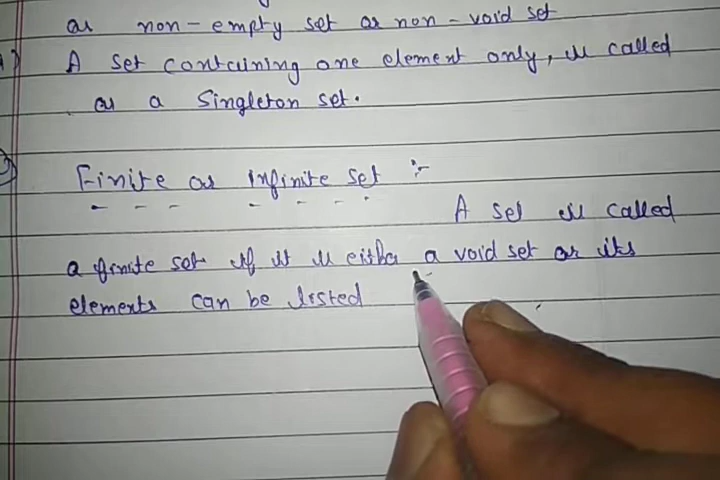 as non-empty set or non-void set
A set containing one element only, is called
as a singleton set.
Finite or Infinite set :-
A set is called
a finite set if it is either a void set or its
elements can be listed